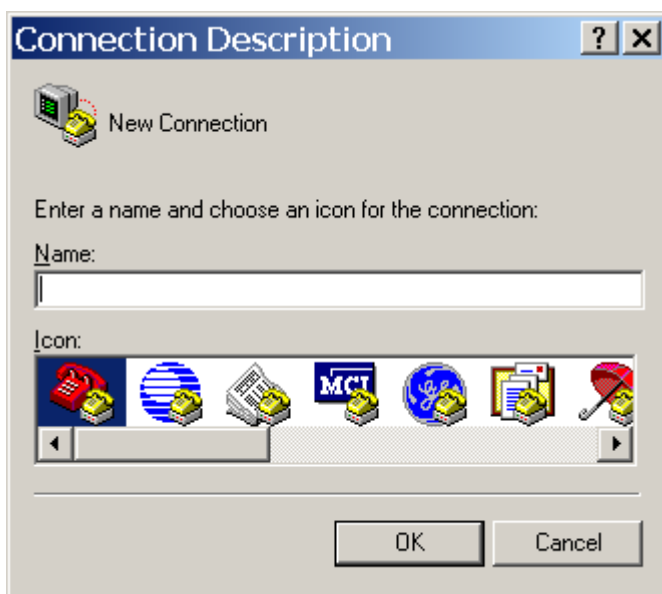 Connection Description
New Connection
Enter a name and choose an icon for the connection:
Name:
Icon:
MCI
OK
Cancel